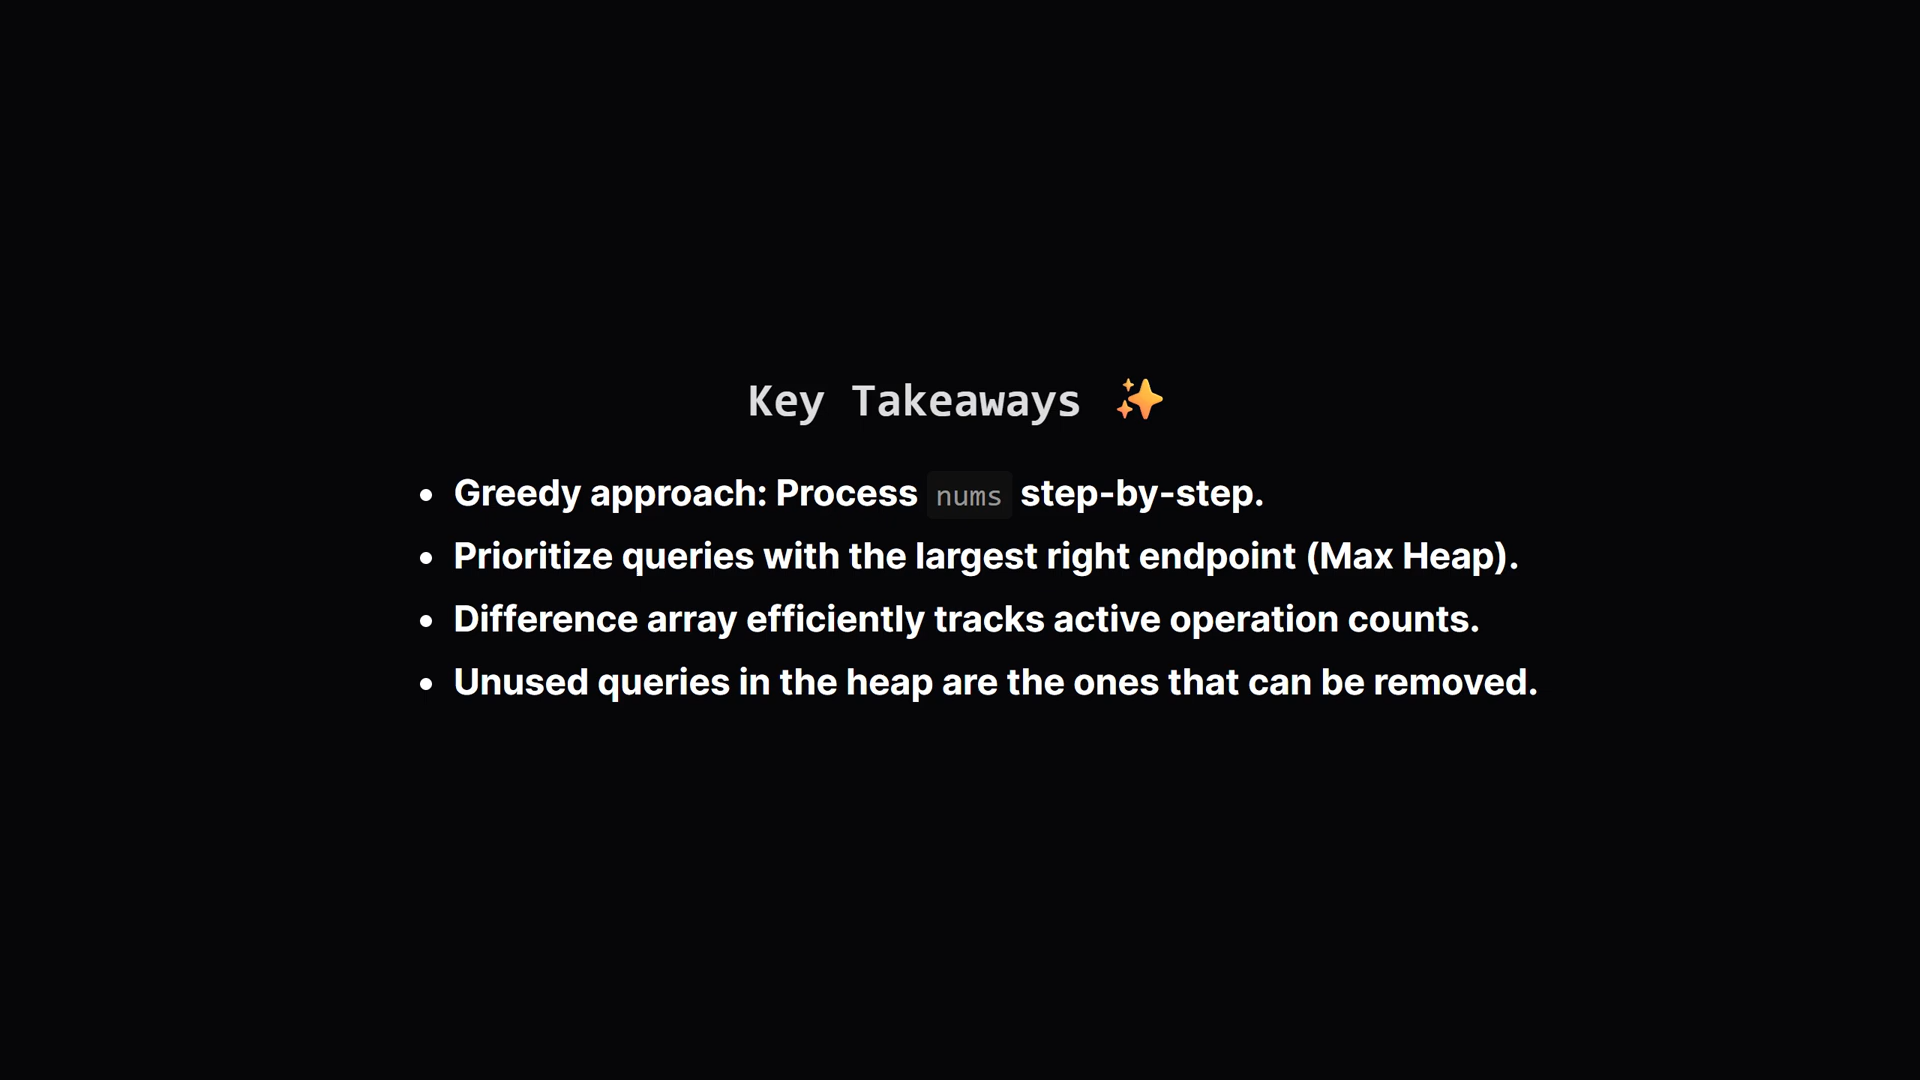 Key Takeaways ✨
• Greedy approach: Process nums step-by-step.
• Prioritize queries with the largest right endpoint (Max Heap).
• Difference array efficiently tracks active operation counts.
• Unused queries in the heap are the ones that can be removed.